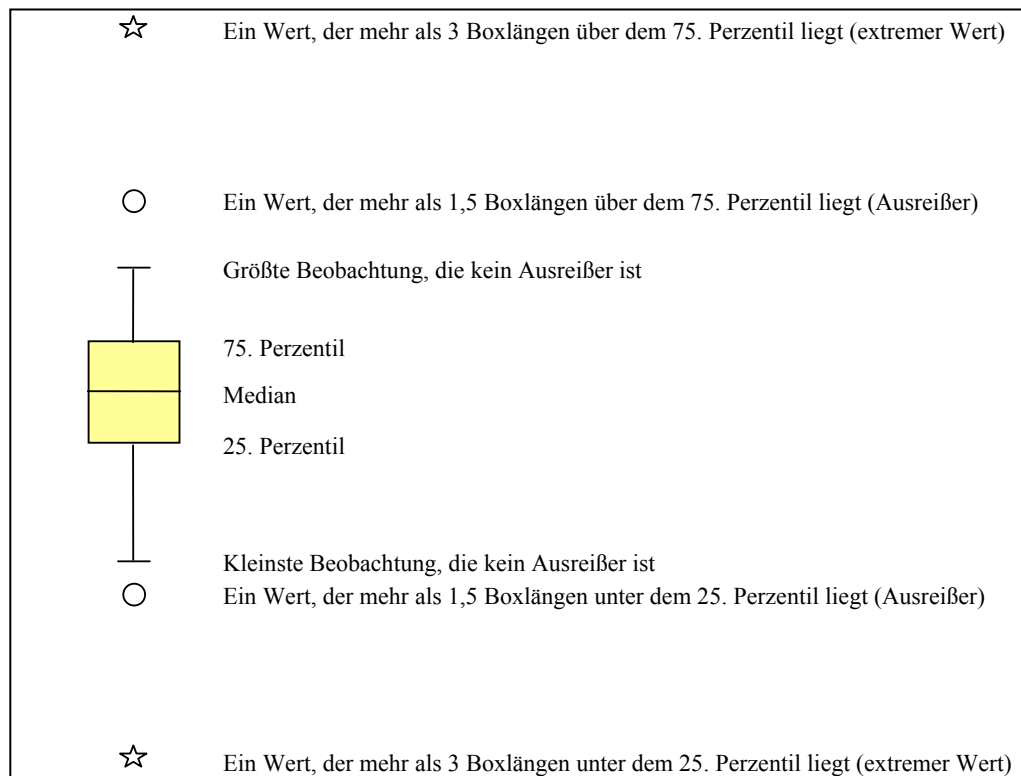 Ein Wert, der mehr als 3 Boxlängen über dem 75. Perzentil liegt (extremer Wert)
Ein Wert, der mehr als 1,5 Boxlängen über dem 75. Perzentil liegt (Ausreißer)
Größte Beobachtung, die kein Ausreißer ist
75. Perzentil
Median
25. Perzentil
Kleinste Beobachtung, die kein Ausreißer ist
Ein Wert, der mehr als 1,5 Boxlängen unter dem 25. Perzentil liegt (Ausreißer)
Ein Wert, der mehr als 3 Boxlängen unter dem 25. Perzentil liegt (extremer Wert)